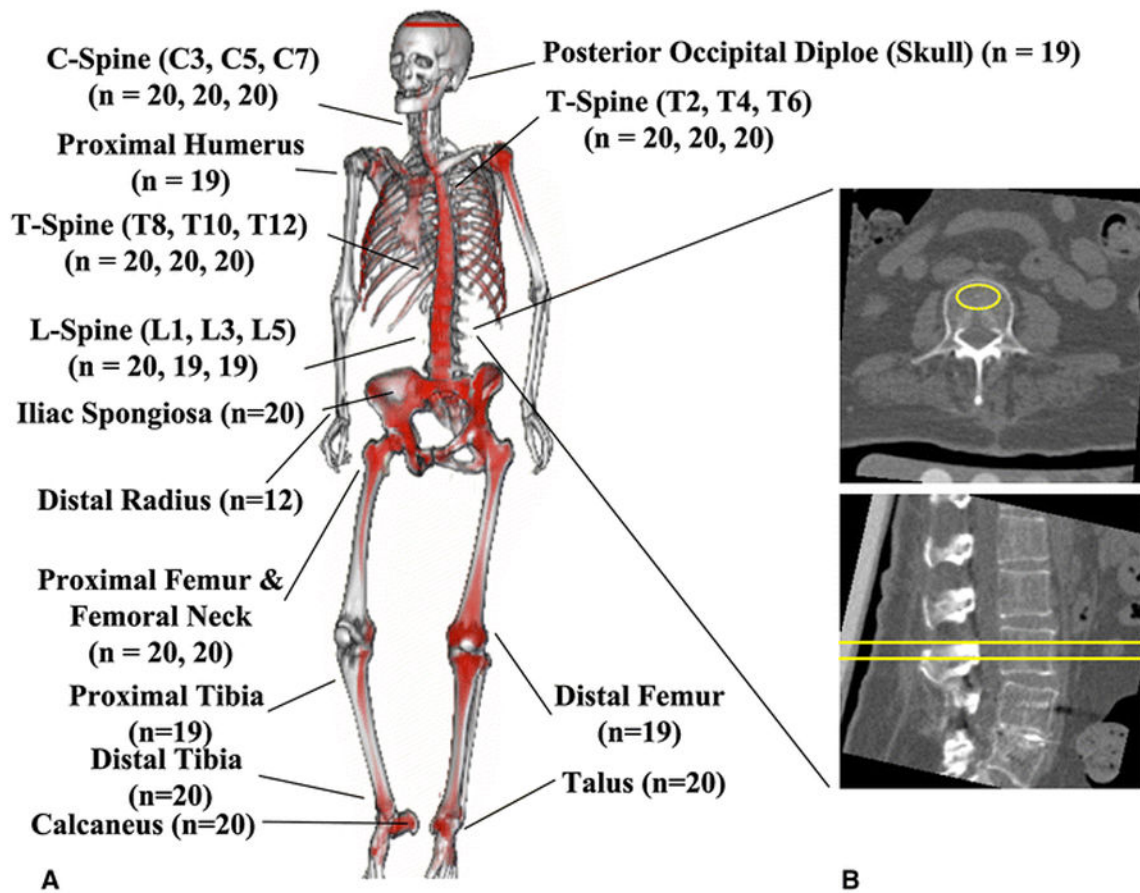 C-Spine (C3, C5, C7)
(n = 20, 20, 20)
Posterior Occipital Diploe (Skull) (n = 19)
T-Spine (T2, T4, T6)
(n = 20, 20, 20)
Proximal Humerus
(n = 19)
T-Spine (T8, T10, T12)
(n = 20, 20, 20)
L-Spine (L1, L3, L5)
(n = 20, 19, 19)
Iliac Spongiosa (n=20)
Distal Radius (n=12)
Proximal Femur &
Femoral Neck
(n = 20, 20)
Proximal Tibia
(n=19)
Distal Femur
(n=19)
Distal Tibia
(n=20)
Talus (n=20)
Calcaneus (n=20)
A
B